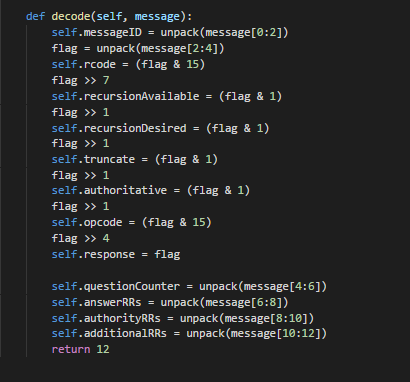 def decode(self, message):
self.messageID = unpack(message[0:2])
flag = unpack(message[2:4])
self.rcode = (flag & 15)
flag >> 7
self.recursionAvailable = (flag & 1)
flag >> 1
self.recursionDesired = (flag & 1)
flag >> 1
self.truncate = (flag & 1)
flag >> 1
self.authoritative = (flag & 1)
flag >> 1
self.opcode = (flag & 15)
flag >> 4
self.response = flag
self.questionCounter = unpack(message[4:6])
self.answerRRs = unpack(message[6:8])
self.authorityRRs = unpack(message[8:10])
self.additionalRRs = unpack(message[10:12])
return 12